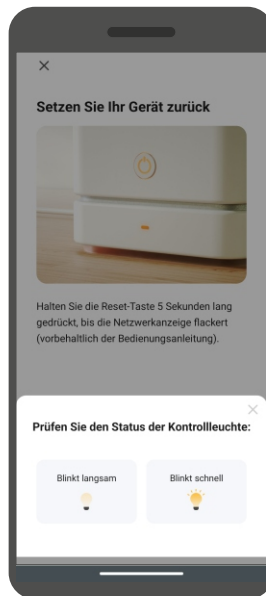 Setzen Sie Ihr Gerät zurück
Halten Sie die Reset-Taste 5 Sekunden lang
gedrückt, bis die Netzwerkanzeige flackert
(vorbehaltlich der Bedienungsanleitung).
Prüfen Sie den Status der Kontrollleuchte:
Blinkt langsam
Blinkt schnell